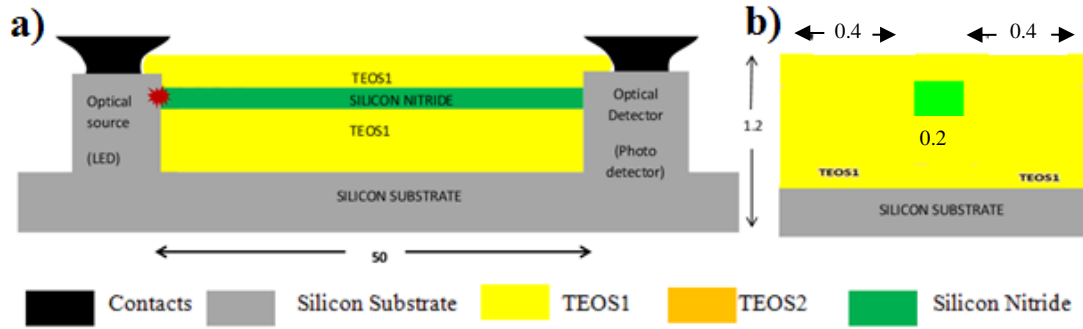 a)
TEOS1
SILICON NITRIDE
TEOS1
Optical
source
(LED)
Optical
Detector
(Photo
detector)
SILICON SUBSTRATE
50
b)
0.4
0.4
1.2
0.2
TEOS1
TEOS1
SILICON SUBSTRATE
Contacts
Silicon Substrate
TEOS1
TEOS2
Silicon Nitride